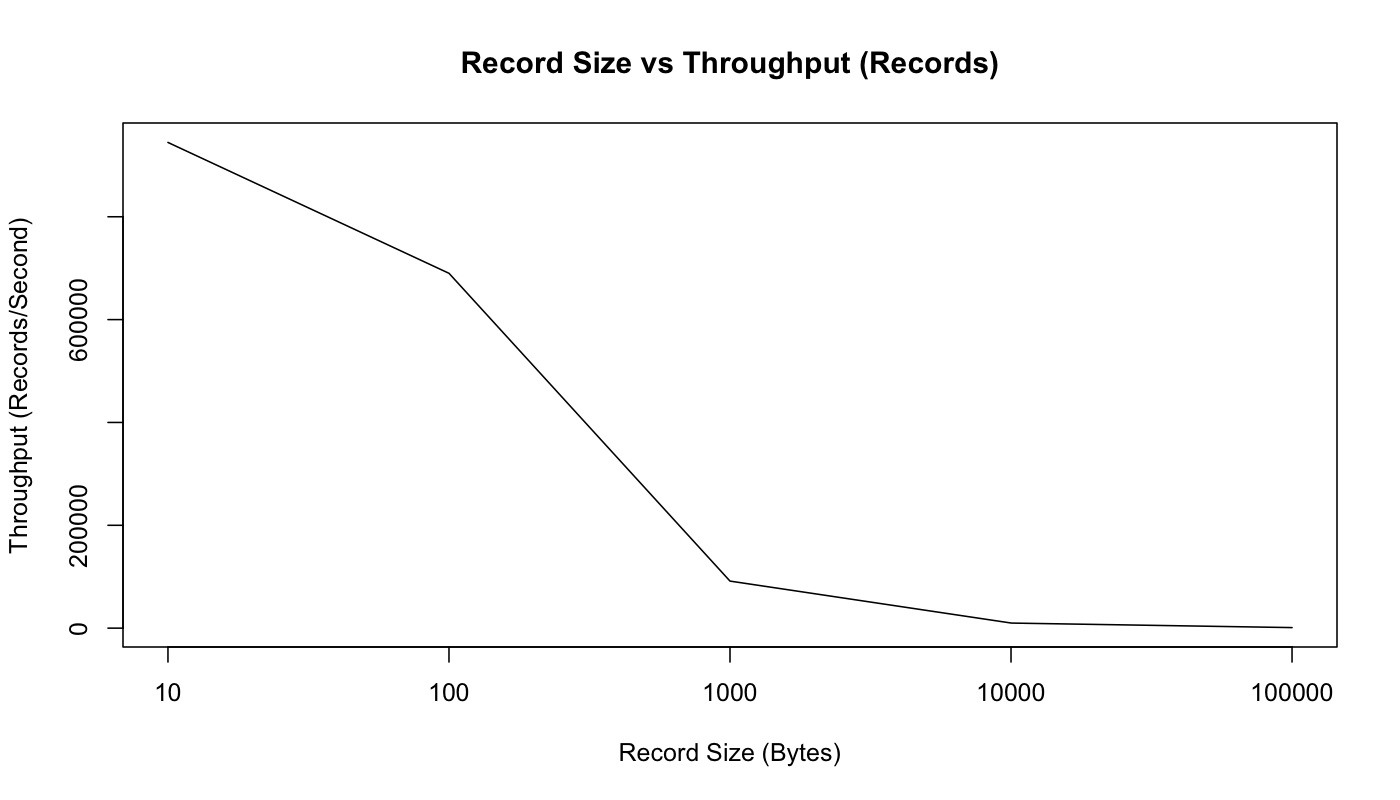 Record Size vs Throughput (Records)
Throughput (Records/Second)
600000
200000
0
10 100 1000 10000 100000
Record Size (Bytes)